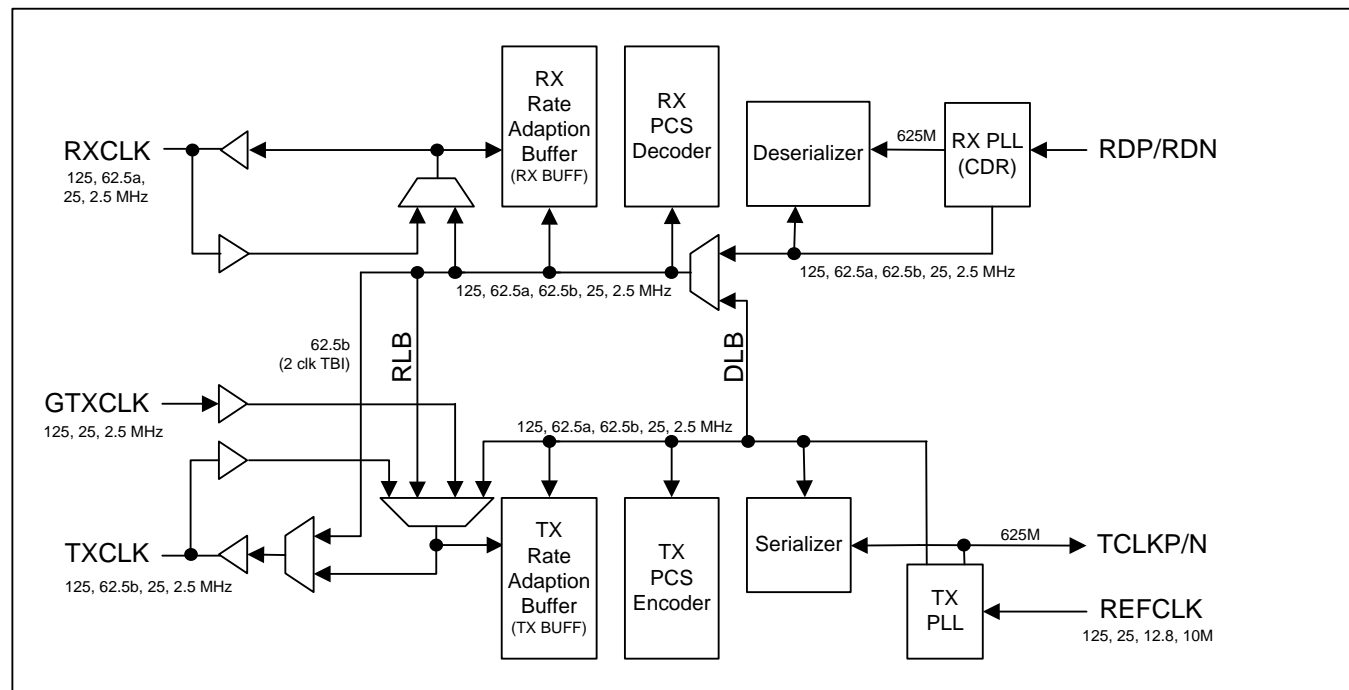 RX
Rate
Adaption
Buffer
(RX BUFF)
RX
PCS
Decoder
Deserializer
625M
RX PLL
(CDR)
RDP/RDN
RXCLK
125, 62.5a,
25, 2.5 MHz
125, 62.5a, 62.5b, 25, 2.5 MHz
125, 62.5a, 62.5b, 25, 2.5 MHz
62.5b
(2 clk TBI)
RLB
DLB
GTXCLK
125, 25, 2.5 MHz
125, 62.5a, 62.5b, 25, 2.5 MHz
TXCLK
125, 62.5b, 25, 2.5 MHz
TX
Rate
Adaption
Buffer
(TX BUFF)
TX
PCS
Encoder
Serializer
625M
TCLKP/N
TX
PLL
REFCLK
125, 25, 12.8, 10M